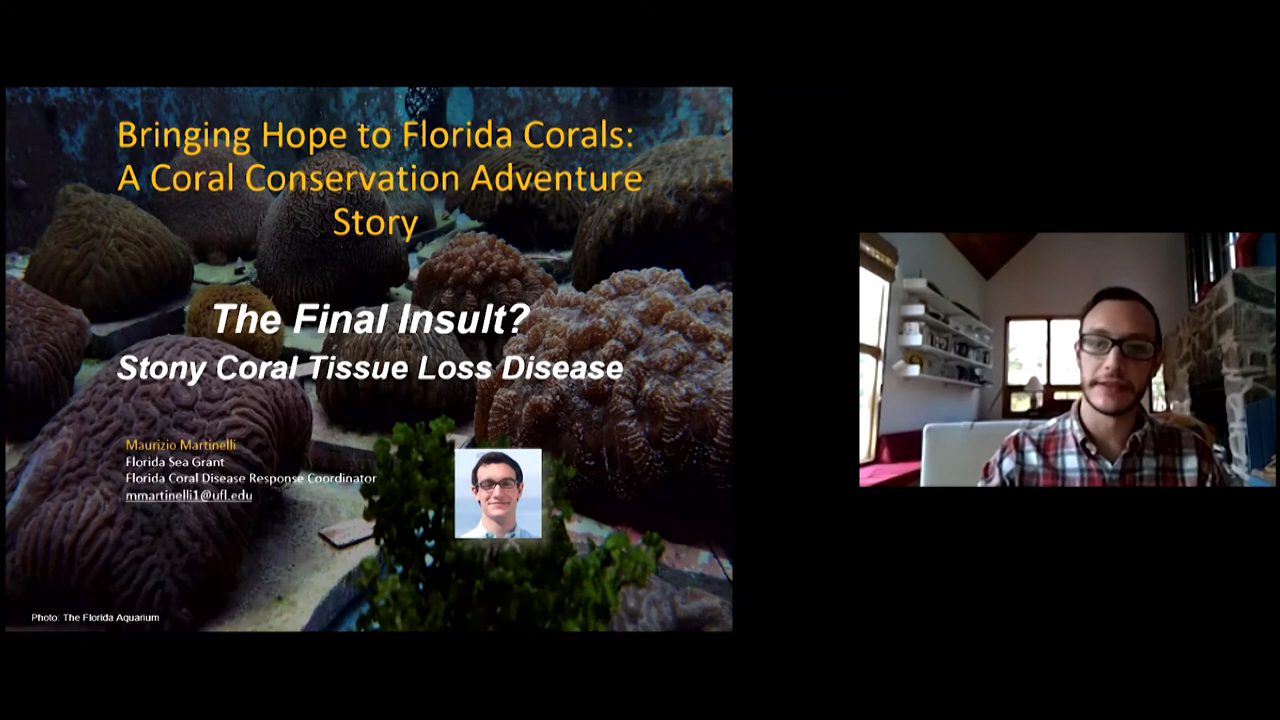 Bringing Hope to Florida Corals:
A Coral Conservation Adventure
Story
The Final Insult?
Stony Coral Tissue Loss Disease
Maurizio Martinelli
Florida Sea Grant
Florida Coral Disease Response Coordinator
mmartinelli1@ufl.edu
Photo: The Florida Aquarium